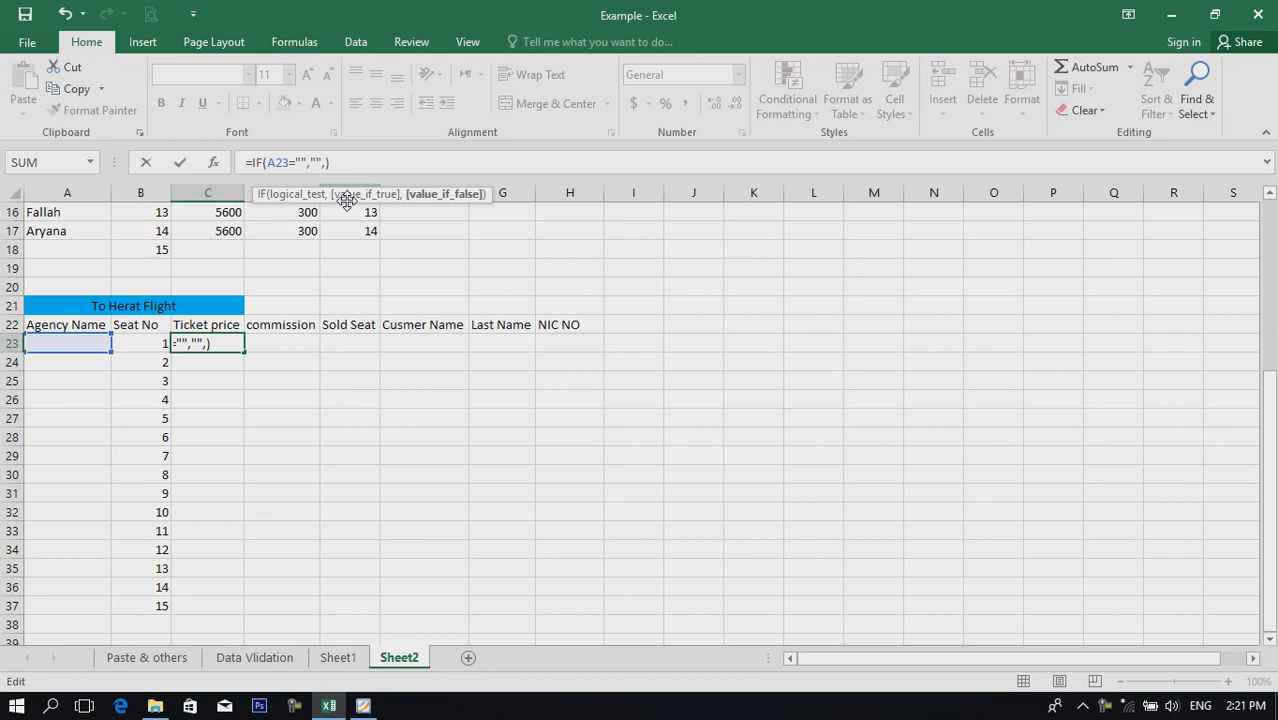 Example - Excel
File Home Insert Page Layout Formulas Data Review View Tell me what you want to do... Sign in Share
Paste Cut Copy Format Painter Clipboard
11 A A B I U A Font
Wrap Text Merge & Center Alignment
General $ % , Number
Conditional Formatting Format as Table Cell Styles Styles
Insert Delete Format Cells
AutoSum Fill Clear Sort & Filter Find & Select Editing
SUM fx =IF(A23="","",)
IF(logical_test, [value_if_true], [value_if_false])
A B C G H I J K L M N O P Q R S
16 Fallah 13 5600 300 13
17 Aryana 14 5600 300 14
18 15
19
20
21 To Herat Flight
22 Agency Name Seat No Ticket price commission Sold Seat Cusmer Name Last Name NIC NO
23 1 ="","",)
24 2
25 3
26 4
27 5
28 6
29 7
30 8
31 9
32 10
33 11
34 12
35 13
36 14
37 15
38
39
Paste & others Data Vlidation Sheet1 Sheet2
Edit 100%
Ps ENG 2:21 PM